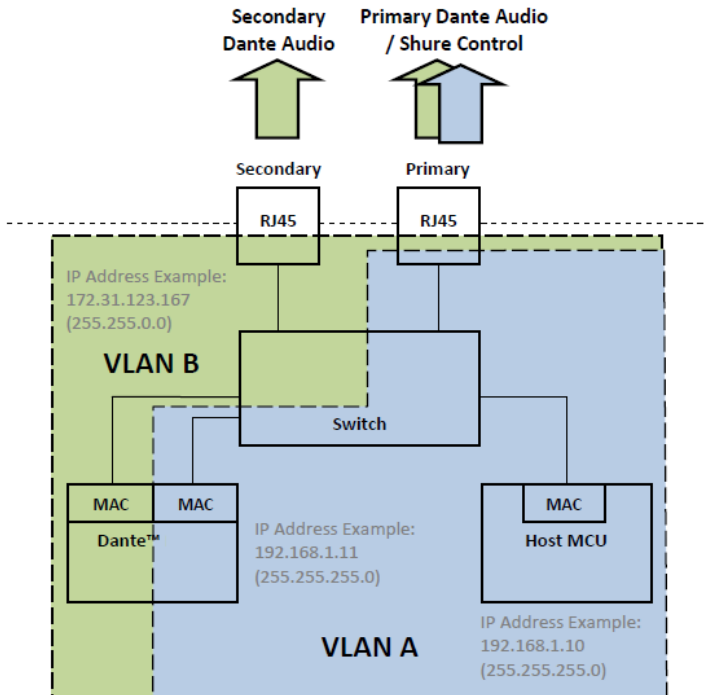 Secondary
Dante Audio
Primary Dante Audio
/ Shure Control
Secondary
Primary
RJ45
RJ45
IP Address Example:
172.31.123.167
(255.255.0.0)
VLAN B
Switch
MAC
MAC
MAC
Dante™
Host MCU
IP Address Example:
192.168.1.11
(255.255.255.0)
IP Address Example:
192.168.1.10
(255.255.255.0)
VLAN A